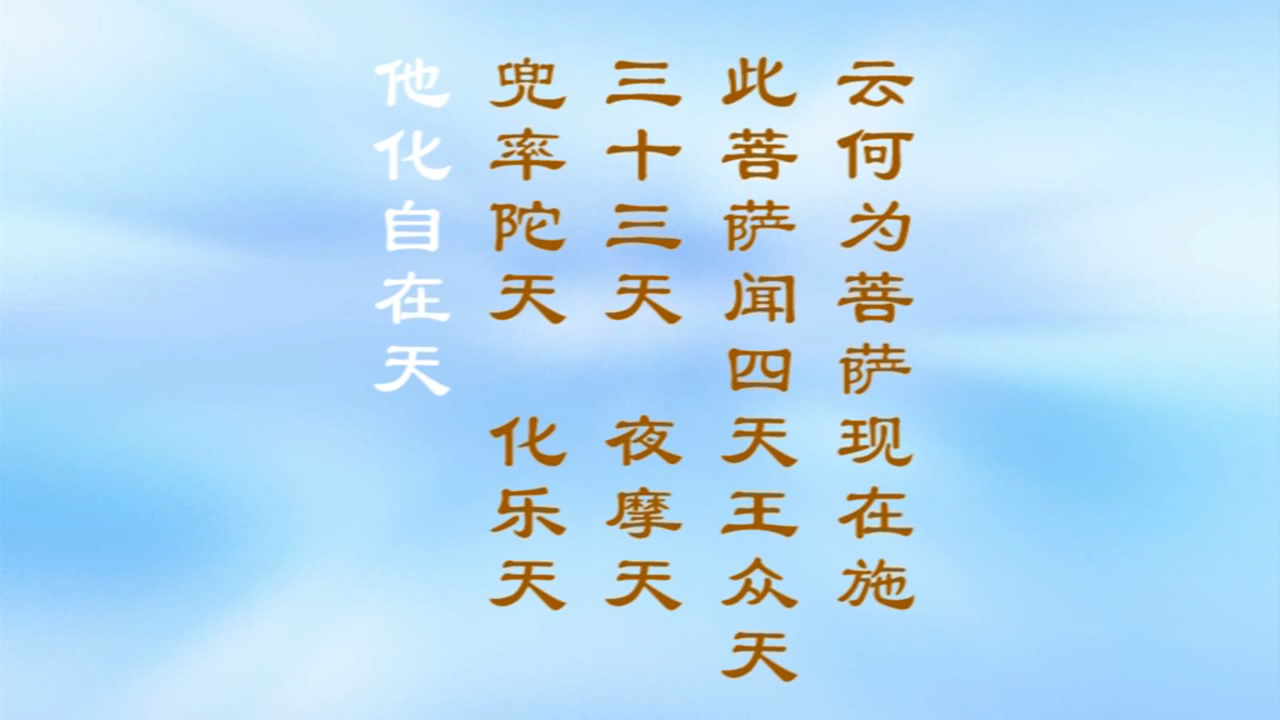 云何为菩萨现在施
此菩萨闻四天王众天
三十三天 夜摩天
兜率陀天 化乐天
他化自在天